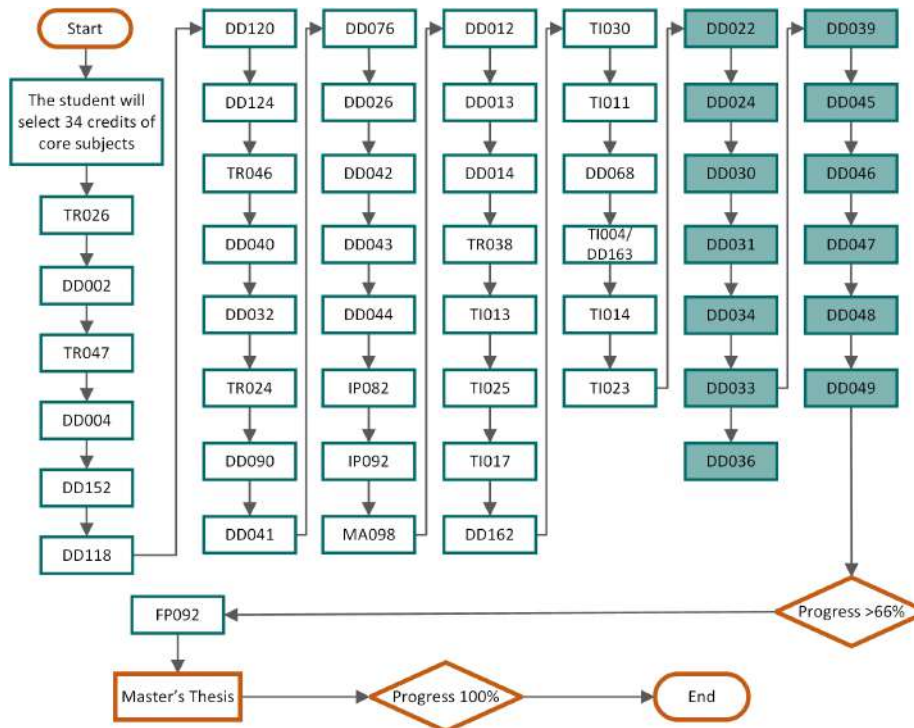 Start
The student will
select 34 credits of
core subjects
TR026
DD002
TR047
DD004
DD152
DD118
DD120
DD124
TR046
DD040
DD032
TR024
DD090
DD041
DD076
DD026
DD042
DD043
DD044
IP082
IP092
MA098
DD012
DD013
DD014
TR038
TI013
TI025
TI017
DD162
TI030
TI011
DD068
TI004/
DD163
TI014
TI023
DD022
DD024
DD030
DD031
DD034
DD033
DD036
DD039
DD045
DD046
DD047
DD048
DD049
Progress >66%
FP092
Master's Thesis
Progress 100%
End